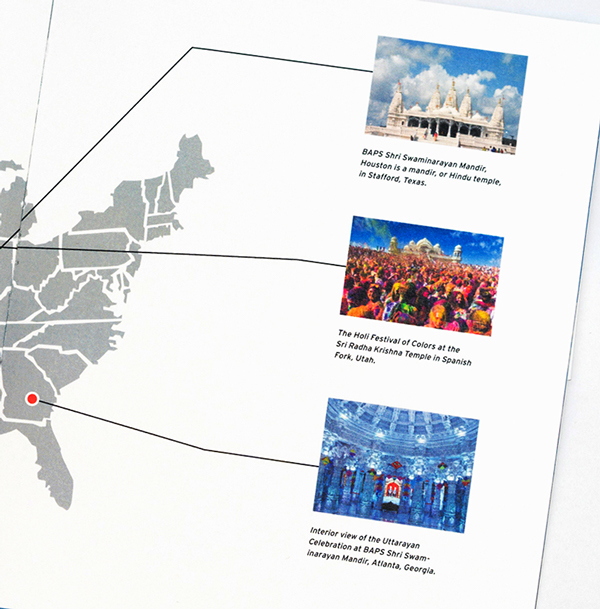 BAPS Shri Swaminarayan Mandir,
Houston is a mandir, or Hindu temple,
in Stafford, Texas.
The Holi Festival of Colors at the
Sri Radha Krishna Temple in Spanish
Fork, Utah.
Interior view of the Uttarayan
Celebration at BAPS Shri Swam-
inarayan Mandir, Atlanta, Georgia.